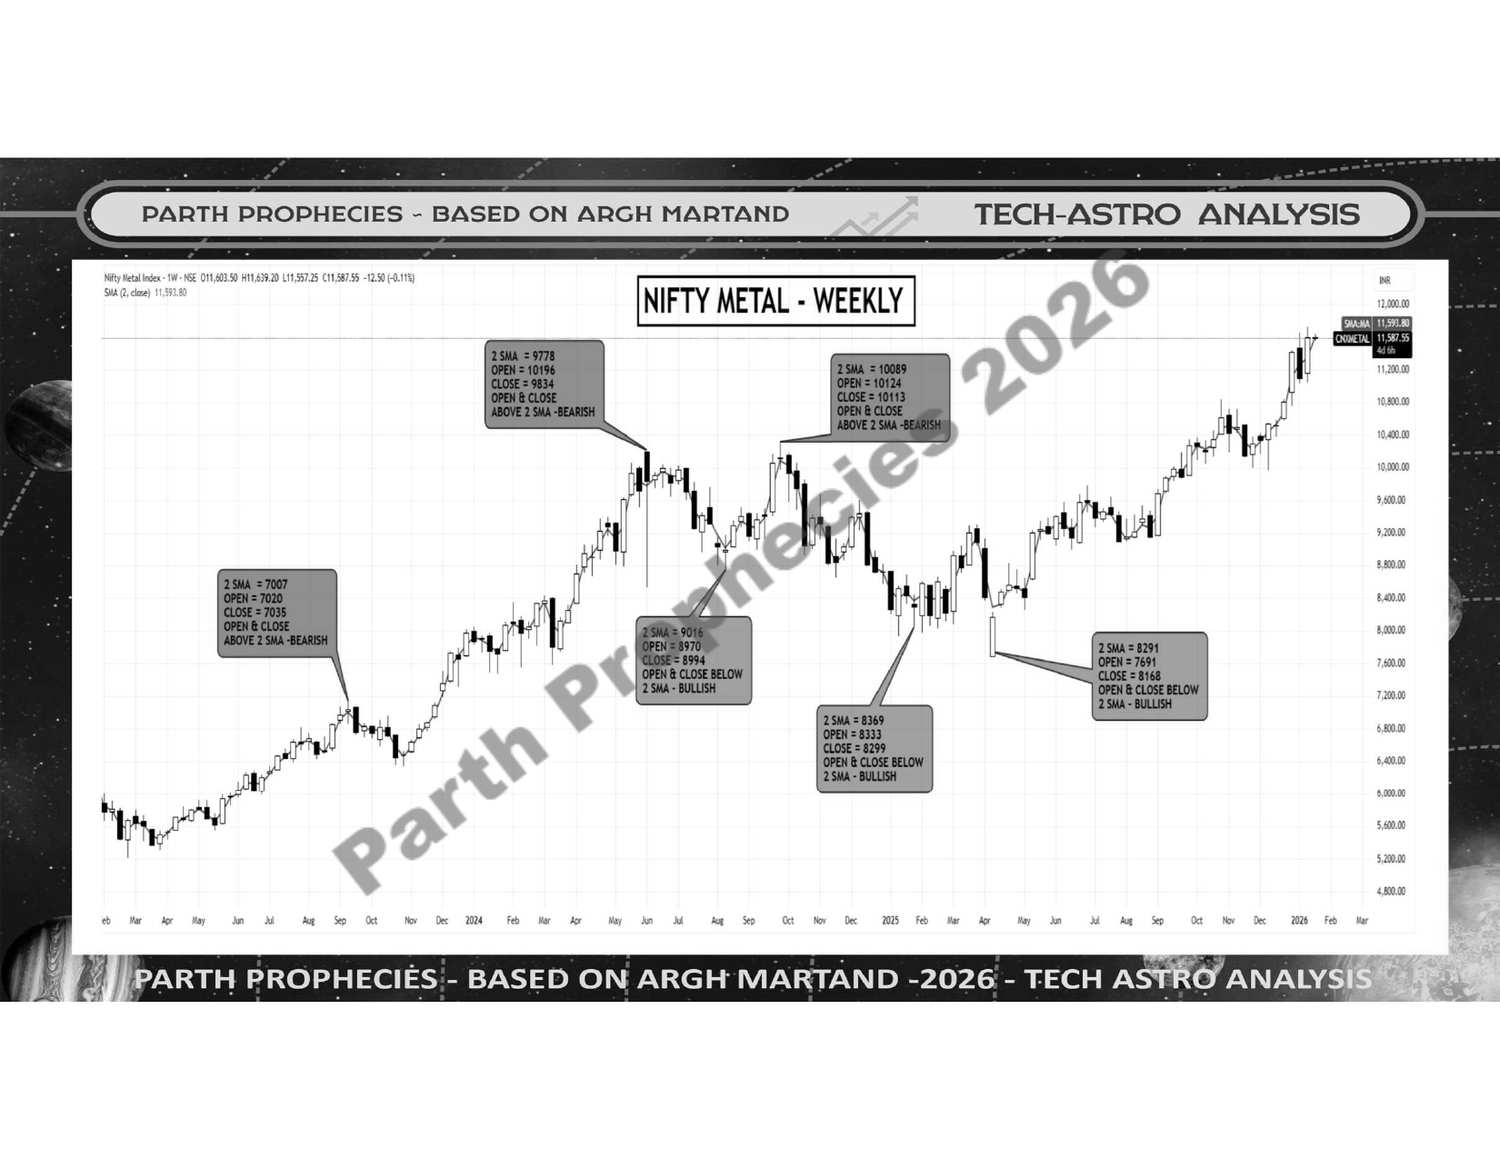 PARTH PROPHECIES ~ BASED ON ARGH MARTAND
TECH-ASTRO ANALYSIS
Nifty Metal Index - 1W - NSE O11,603.50 H11,639.20 L11,557.25 C11,587.55 -12.50 (-0.11%)
SMA (2, close) 11,593.80
NIFTY METAL - WEEKLY
INR
12,000.00
SMA:MA 11,593.80
CNXMETAL 11,587.55
4d 6h
11,200.00
10,800.00
10,400.00
10,000.00
9,600.00
9,200.00
8,800.00
8,400.00
8,000.00
7,600.00
7,200.00
6,800.00
6,400.00
6,000.00
5,600.00
5,200.00
4,800.00
2 SMA = 9778
OPEN = 10196
CLOSE = 9834
OPEN & CLOSE
ABOVE 2 SMA -BEARISH
2 SMA = 10089
OPEN = 10124
CLOSE = 10113
OPEN & CLOSE
ABOVE 2 SMA -BEARISH
2 SMA = 7007
OPEN = 7020
CLOSE = 7035
OPEN & CLOSE
ABOVE 2 SMA -BEARISH
2 SMA = 9016
OPEN = 8970
CLOSE = 8994
OPEN & CLOSE BELOW
2 SMA - BULLISH
2 SMA = 8369
OPEN = 8333
CLOSE = 8299
OPEN & CLOSE BELOW
2 SMA - BULLISH
2 SMA = 8291
OPEN = 7691
CLOSE = 8168
OPEN & CLOSE BELOW
2 SMA - BULLISH
Parth Prophecies 2026
eb Mar Apr May Jun Jul Aug Sep Oct Nov Dec 2024 Feb Mar Apr May Jun Jul Aug Sep Oct Nov Dec 2025 Feb Mar Apr May Jun Jul Aug Sep Oct Nov Dec 2026 Feb Mar
PARTH PROPHECIES - BASED ON ARGH MARTAND -2026 - TECH ASTRO ANALYSIS